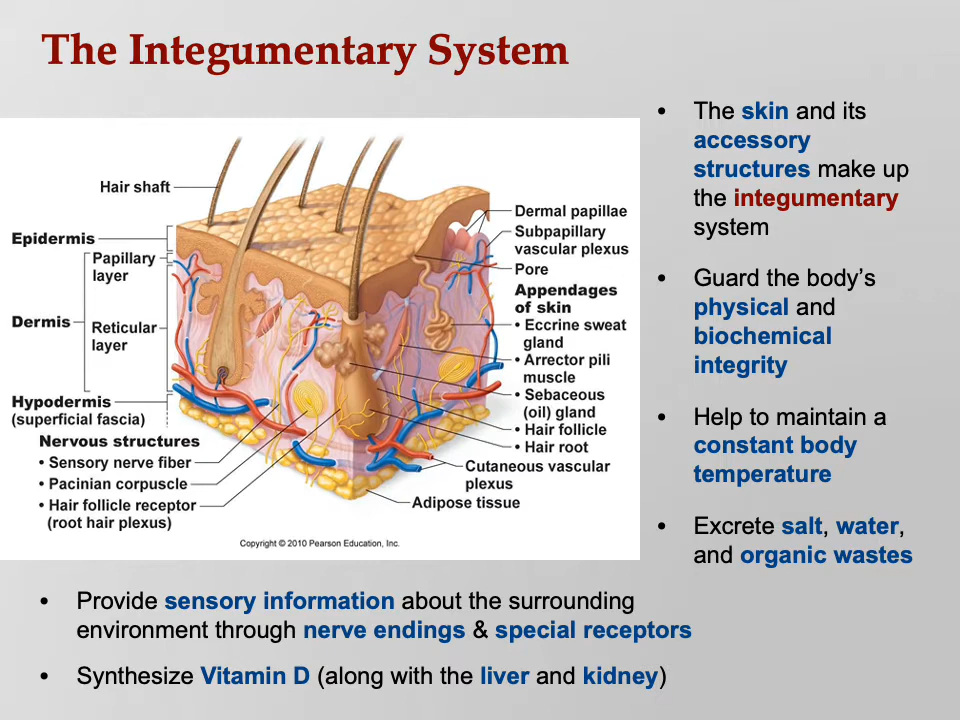 The Integumentary System
Hair shaft
Epidermis
Papillary
layer
Dermis
Reticular
layer
Hypodermis
(superficial fascia)
Nervous structures
• Sensory nerve fiber
• Pacinian corpuscle
• Hair follicle receptor
(root hair plexus)
Dermal papillae
Subpapillary
vascular plexus
Pore
Appendages
of skin
• Eccrine sweat
gland
• Arrector pili
muscle
• Sebaceous
(oil) gland
• Hair follicle
• Hair root
Cutaneous vascular
plexus
Adipose tissue
Copyright © 2010 Pearson Education, Inc.
• The skin and its
accessory
structures make up
the integumentary
system
• Guard the body’s
physical and
biochemical
integrity
• Help to maintain a
constant body
temperature
• Excrete salt, water,
and organic wastes
• Provide sensory information about the surrounding
environment through nerve endings & special receptors
• Synthesize Vitamin D (along with the liver and kidney)